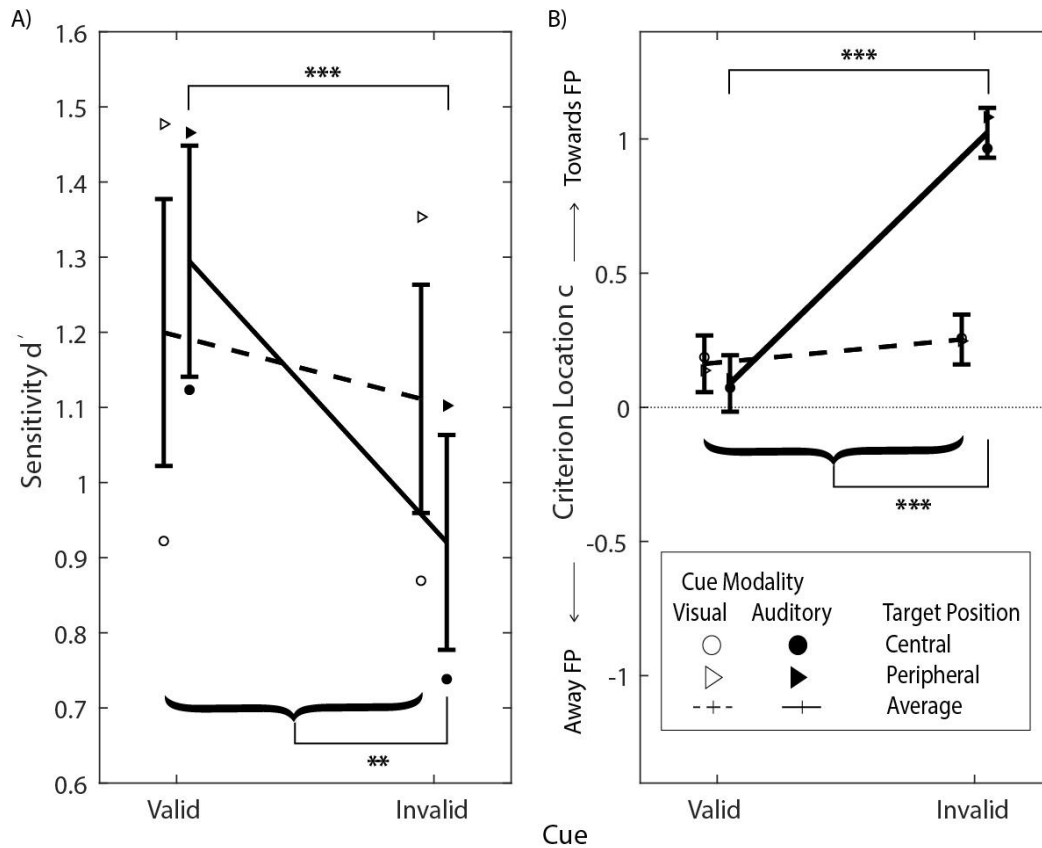 A)
1.6
1.5
1.4
1.3
1.2
1.1
1
0.9
0.8
0.7
0.6
Sensitivity d′
***
**
Valid
Invalid
B)
1
0.5
0
-0.5
-1
Away FP ← Criterion Location c → Towards FP
***
***
Cue Modality
Visual Auditory Target Position
Central
Peripheral
Average
Valid
Invalid
Cue